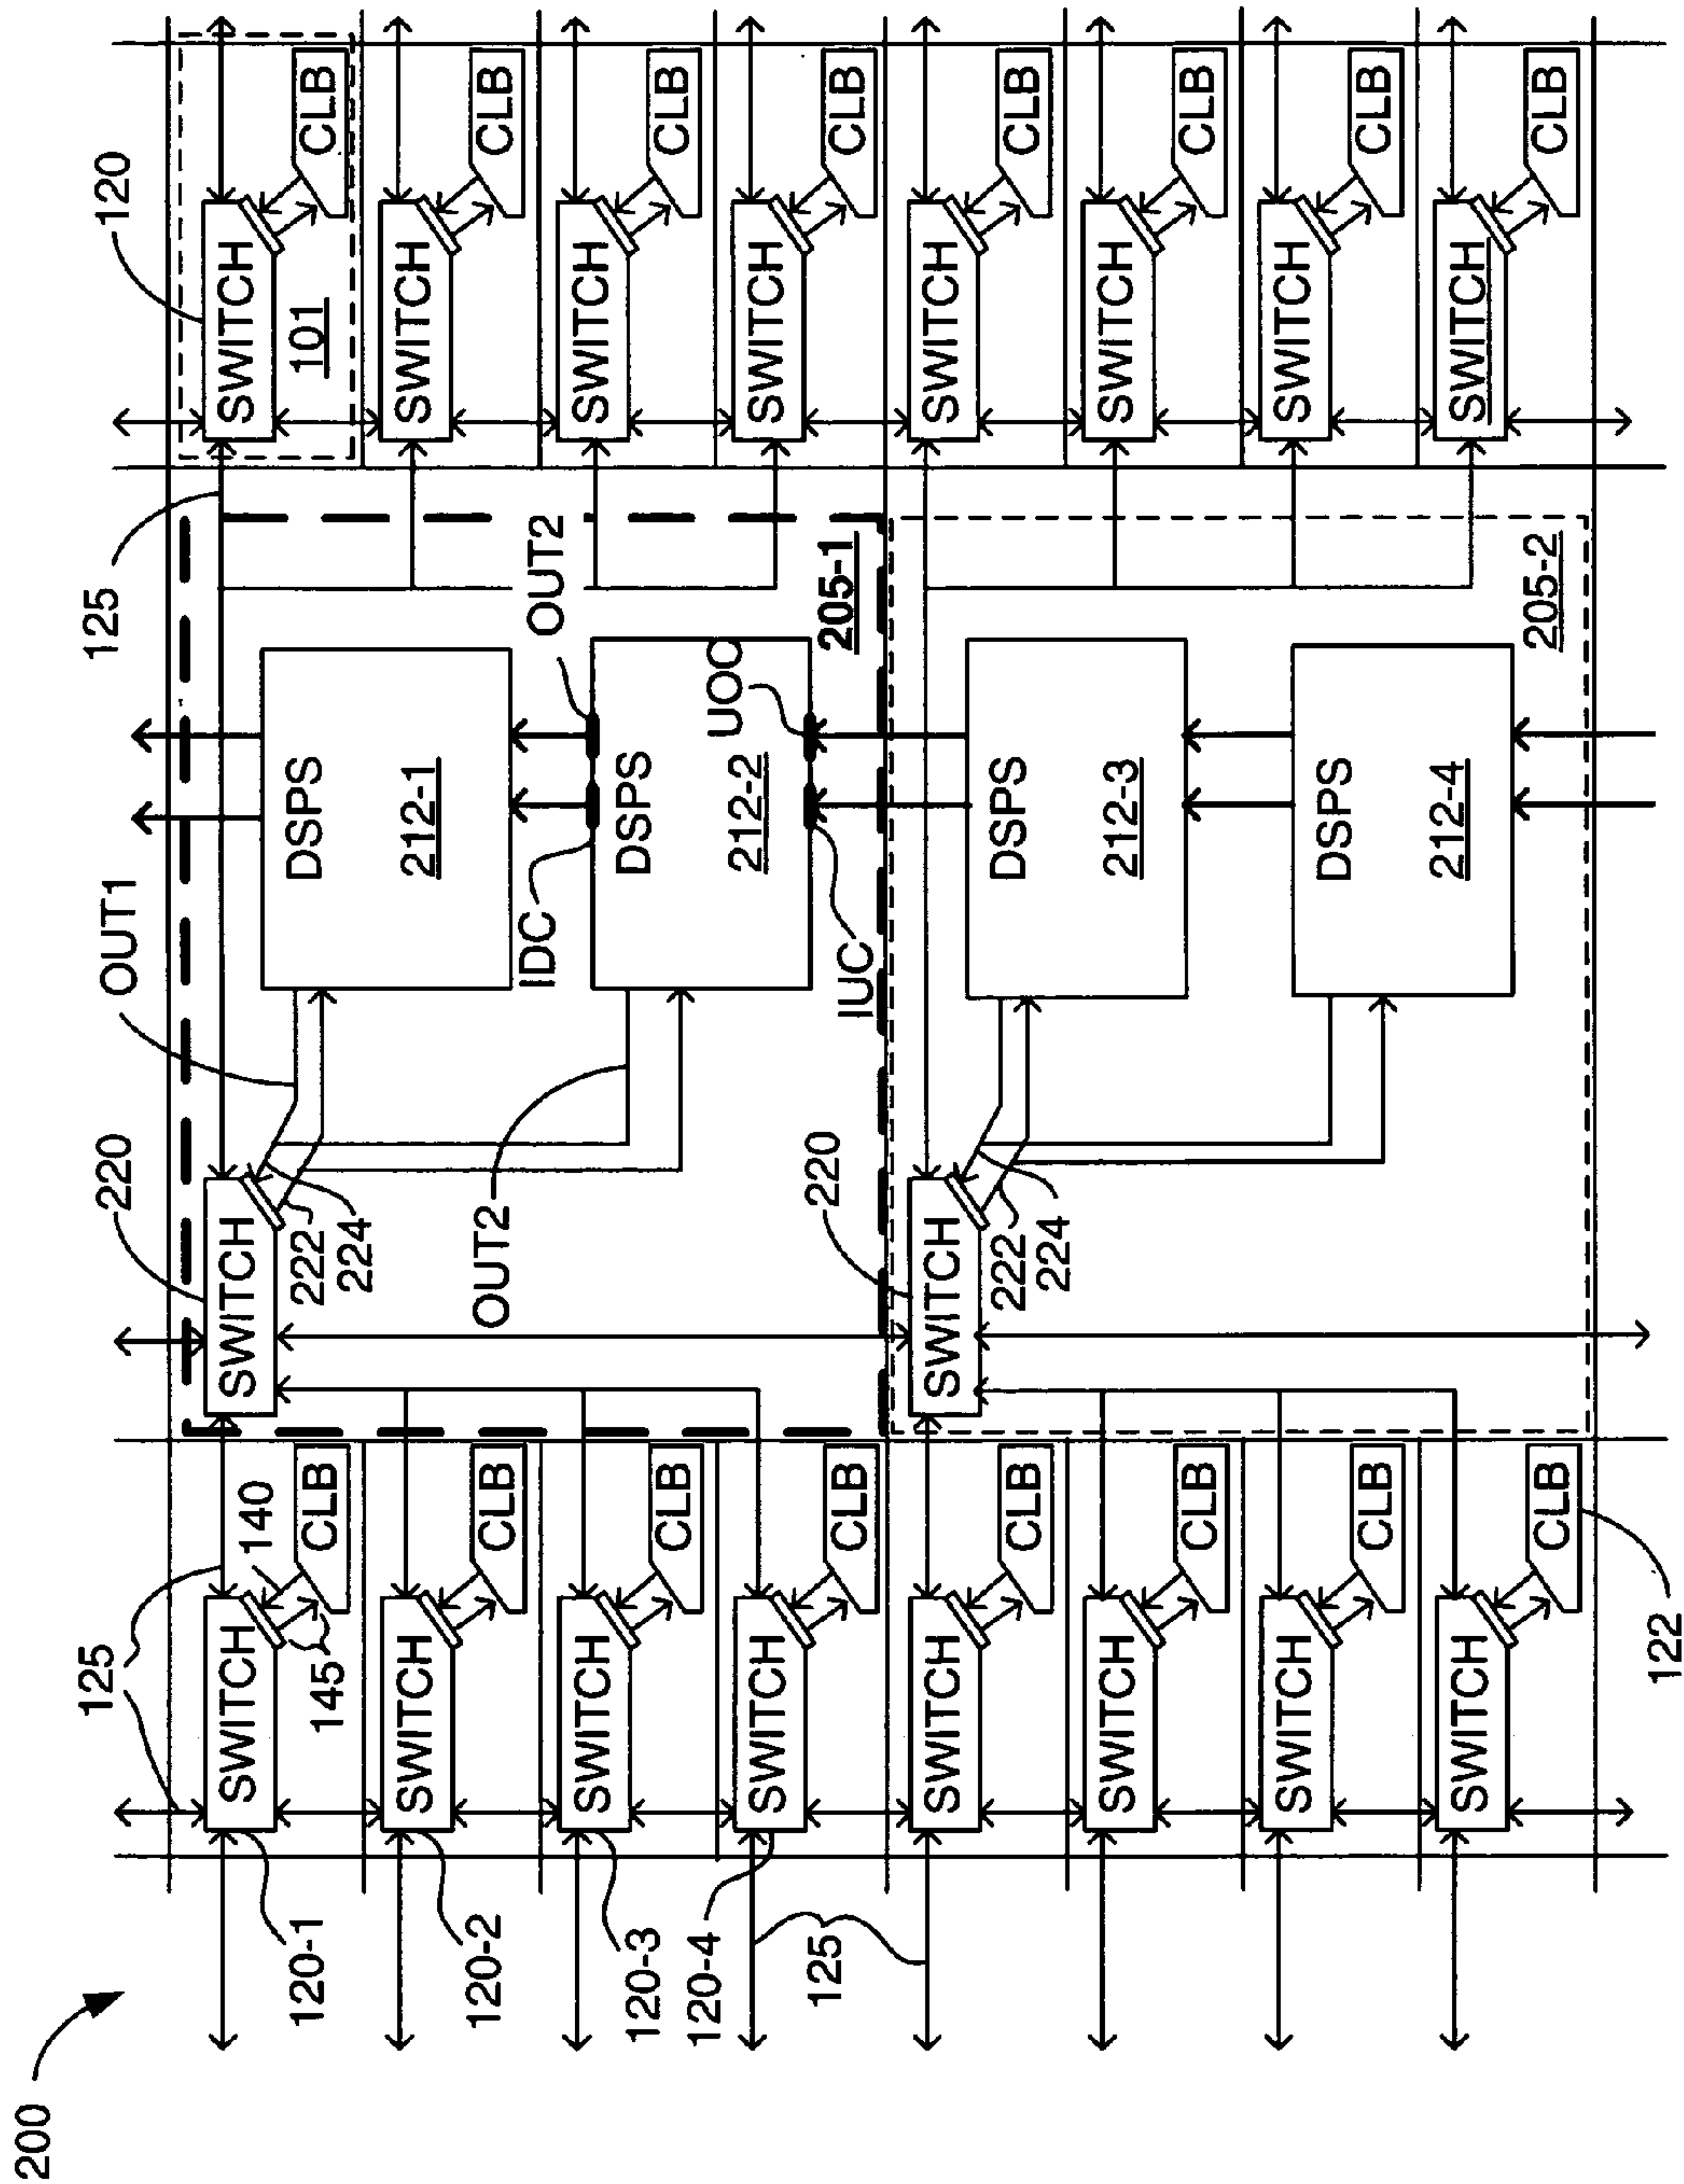 200
125 220 OUT1 125 120
SWITCH SWITCH SWITCH
140
120-1 CLB 222 DSPS 101 CLB
145 224
SWITCH 212-1 SWITCH
120-2 CLB OUT2 CLB
IDC OUT2
SWITCH SWITCH
120-3 CLB DSPS CLB
120-4 UOO
SWITCH 212-2 SWITCH
125 220 205-1
CLB IUC CLB
SWITCH SWITCH SWITCH
CLB 222 DSPS CLB
224
SWITCH 212-3 SWITCH
CLB CLB
SWITCH SWITCH
DSPS
CLB CLB
212-4
SWITCH SWITCH
CLB 205-2 CLB
122